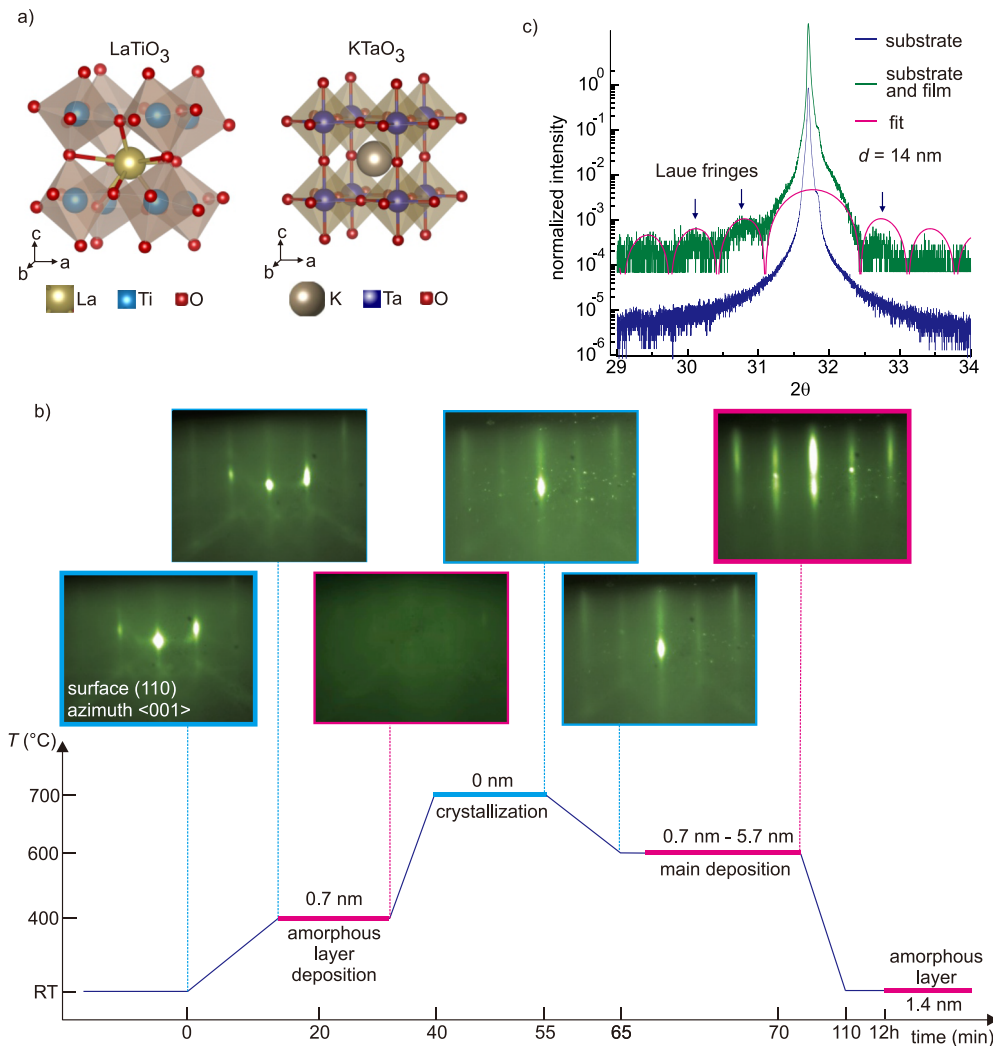 a)
LaTiO3
KTaO3
c
b
a
c
b
a
La
Ti
O
K
Ta
O
c)
substrate
substrate
and film
fit
d = 14 nm
Laue fringes
normalized intensity
10^0
10^-1
10^-2
10^-3
10^-4
10^-5
10^-6
29
30
31
32
33
34
2θ
b)
surface (110)
azimuth <001>
T (°C)
700
600
400
RT
0 nm
crystallization
0.7 nm - 5.7 nm
main deposition
0.7 nm
amorphous
layer
deposition
amorphous
layer
1.4 nm
0
20
40
55
65
70
110
12h
time (min)